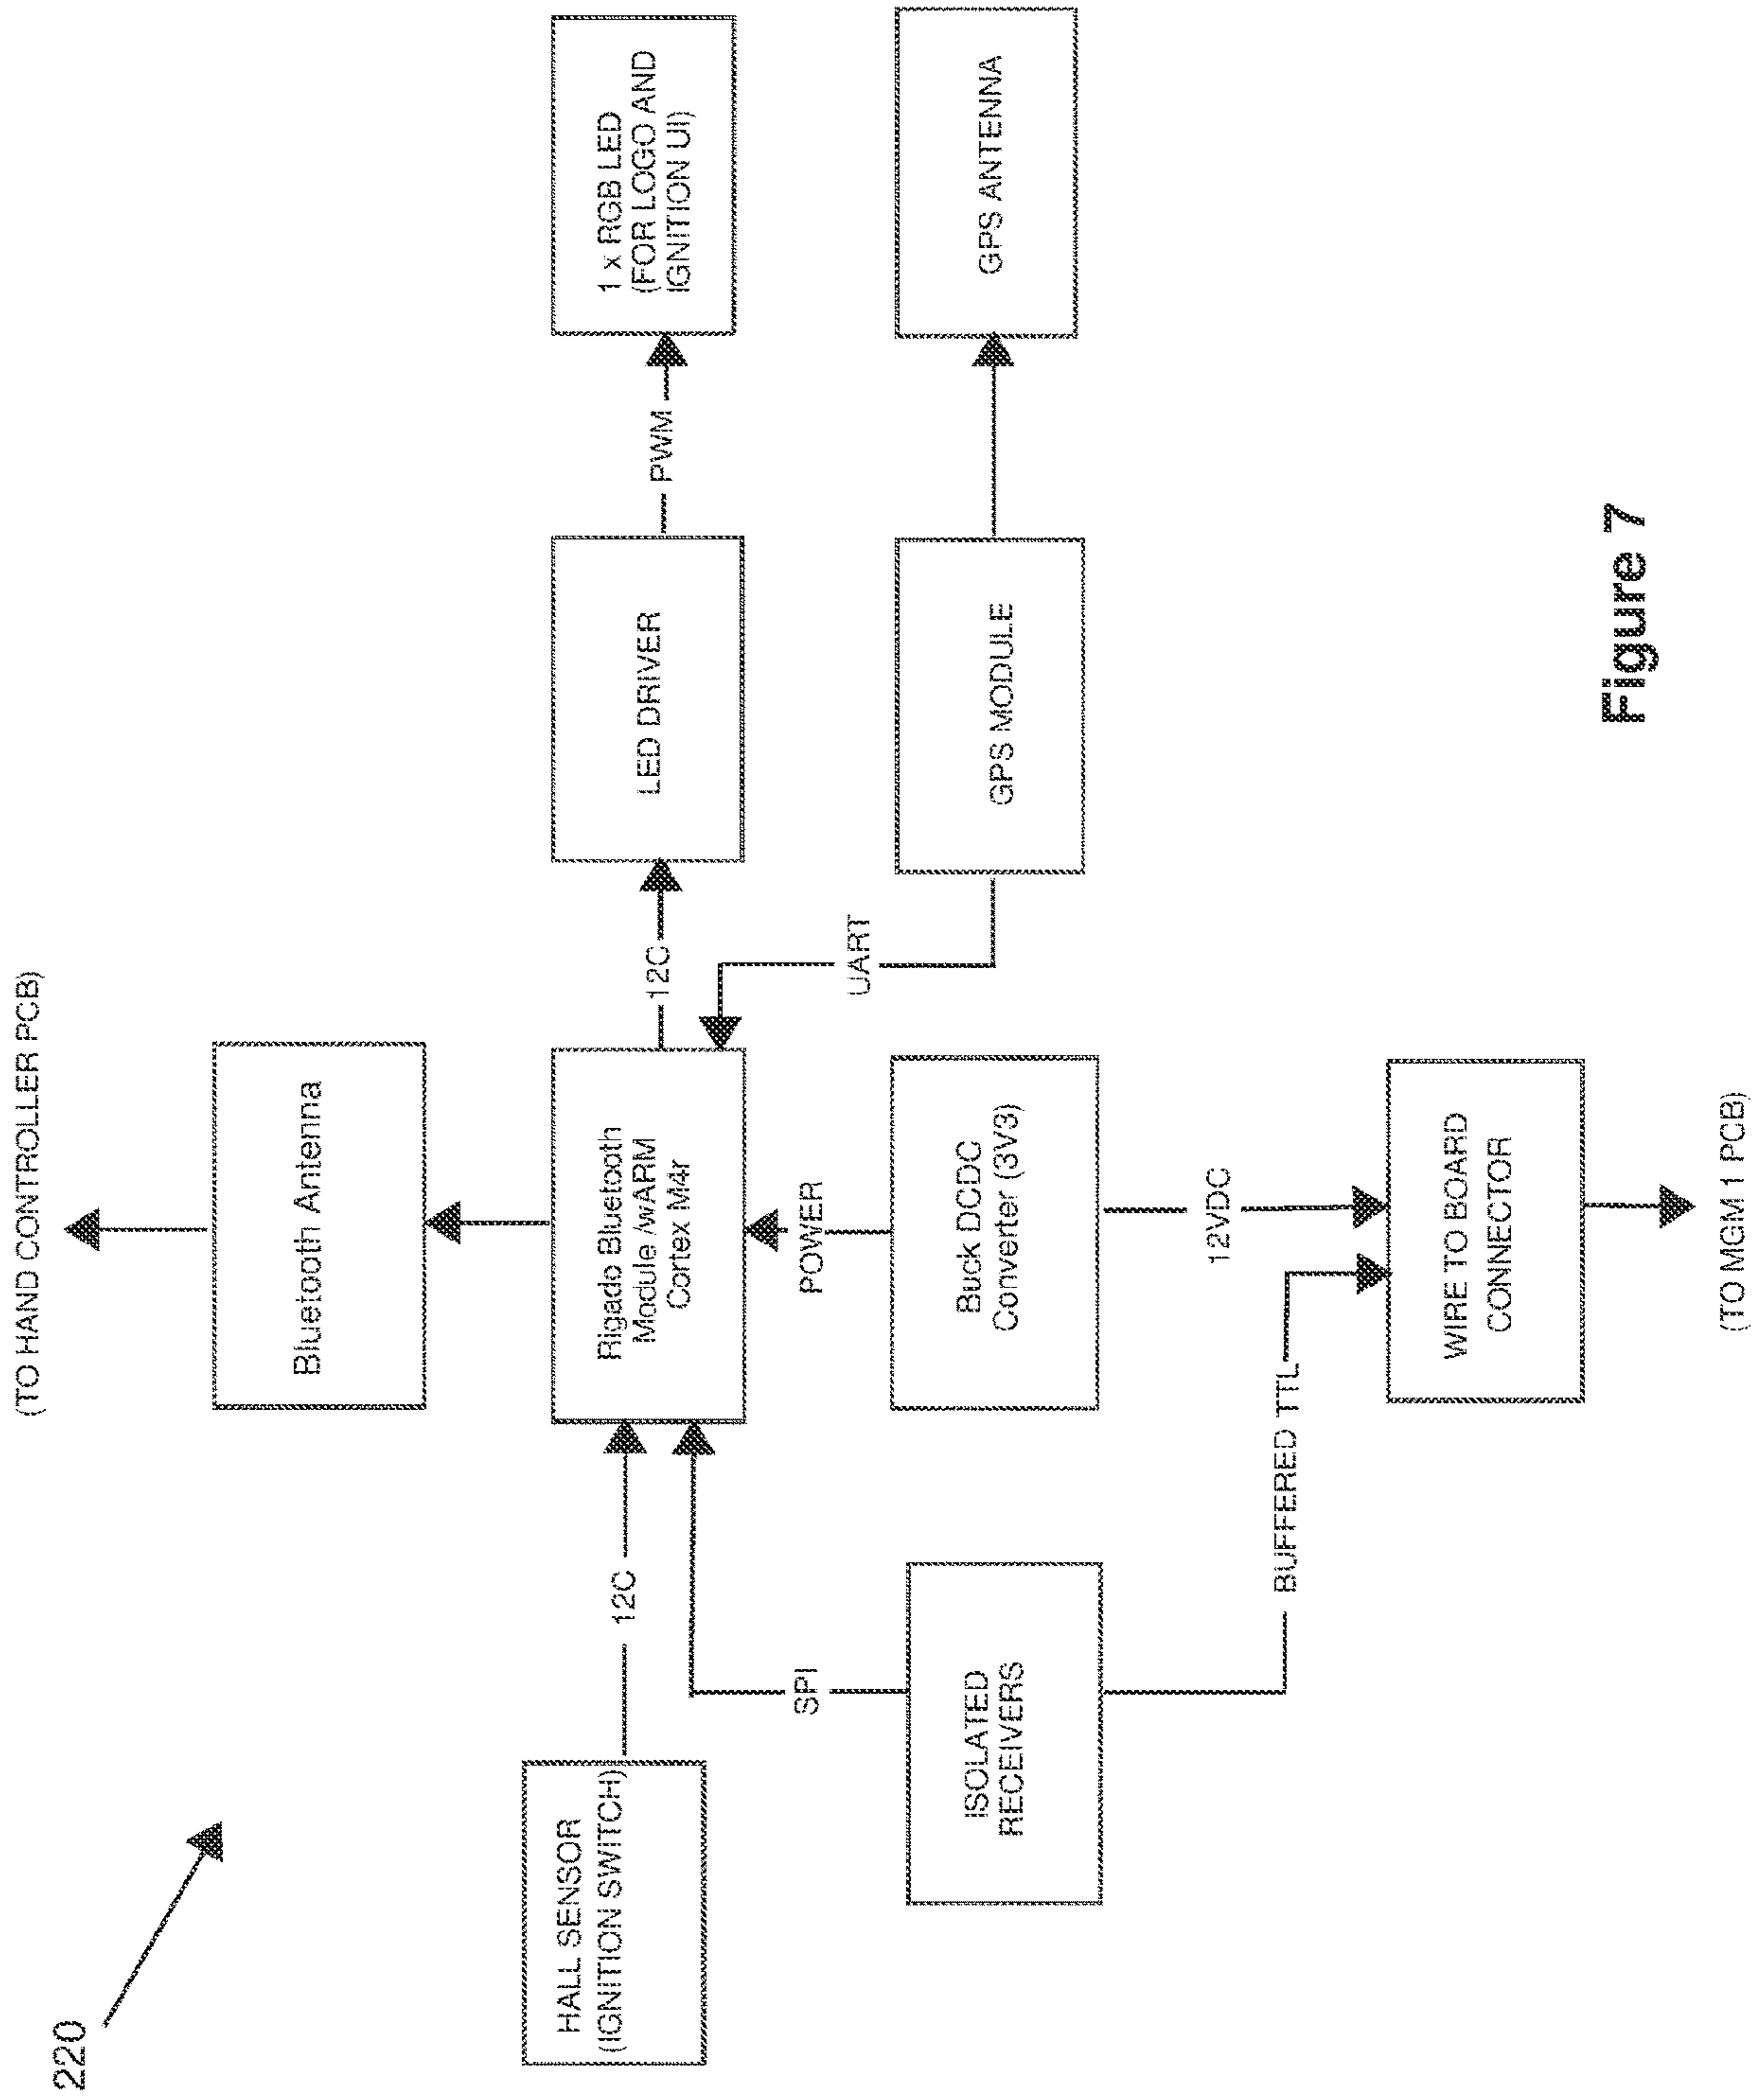 220
(TO HAND CONTROLLER PCB)
Bluetooth Antenna
HALL SENSOR
(IGNITION SWITCH)
12C
Rigado Bluetooth
Module /wARM
Cortex M4r
12C
LED DRIVER
PWM
1 x RGB LED
(FOR LOGO AND
IGNITION UI)
SPI
POWER
UART
ISOLATED
RECEIVERS
Buck DCDC
Converter (3V3)
GPS MODULE
GPS ANTENNA
BUFFERED TTL
12VDC
WIRE TO BOARD
CONNECTOR
(TO MGM 1 PCB)
Figure 7